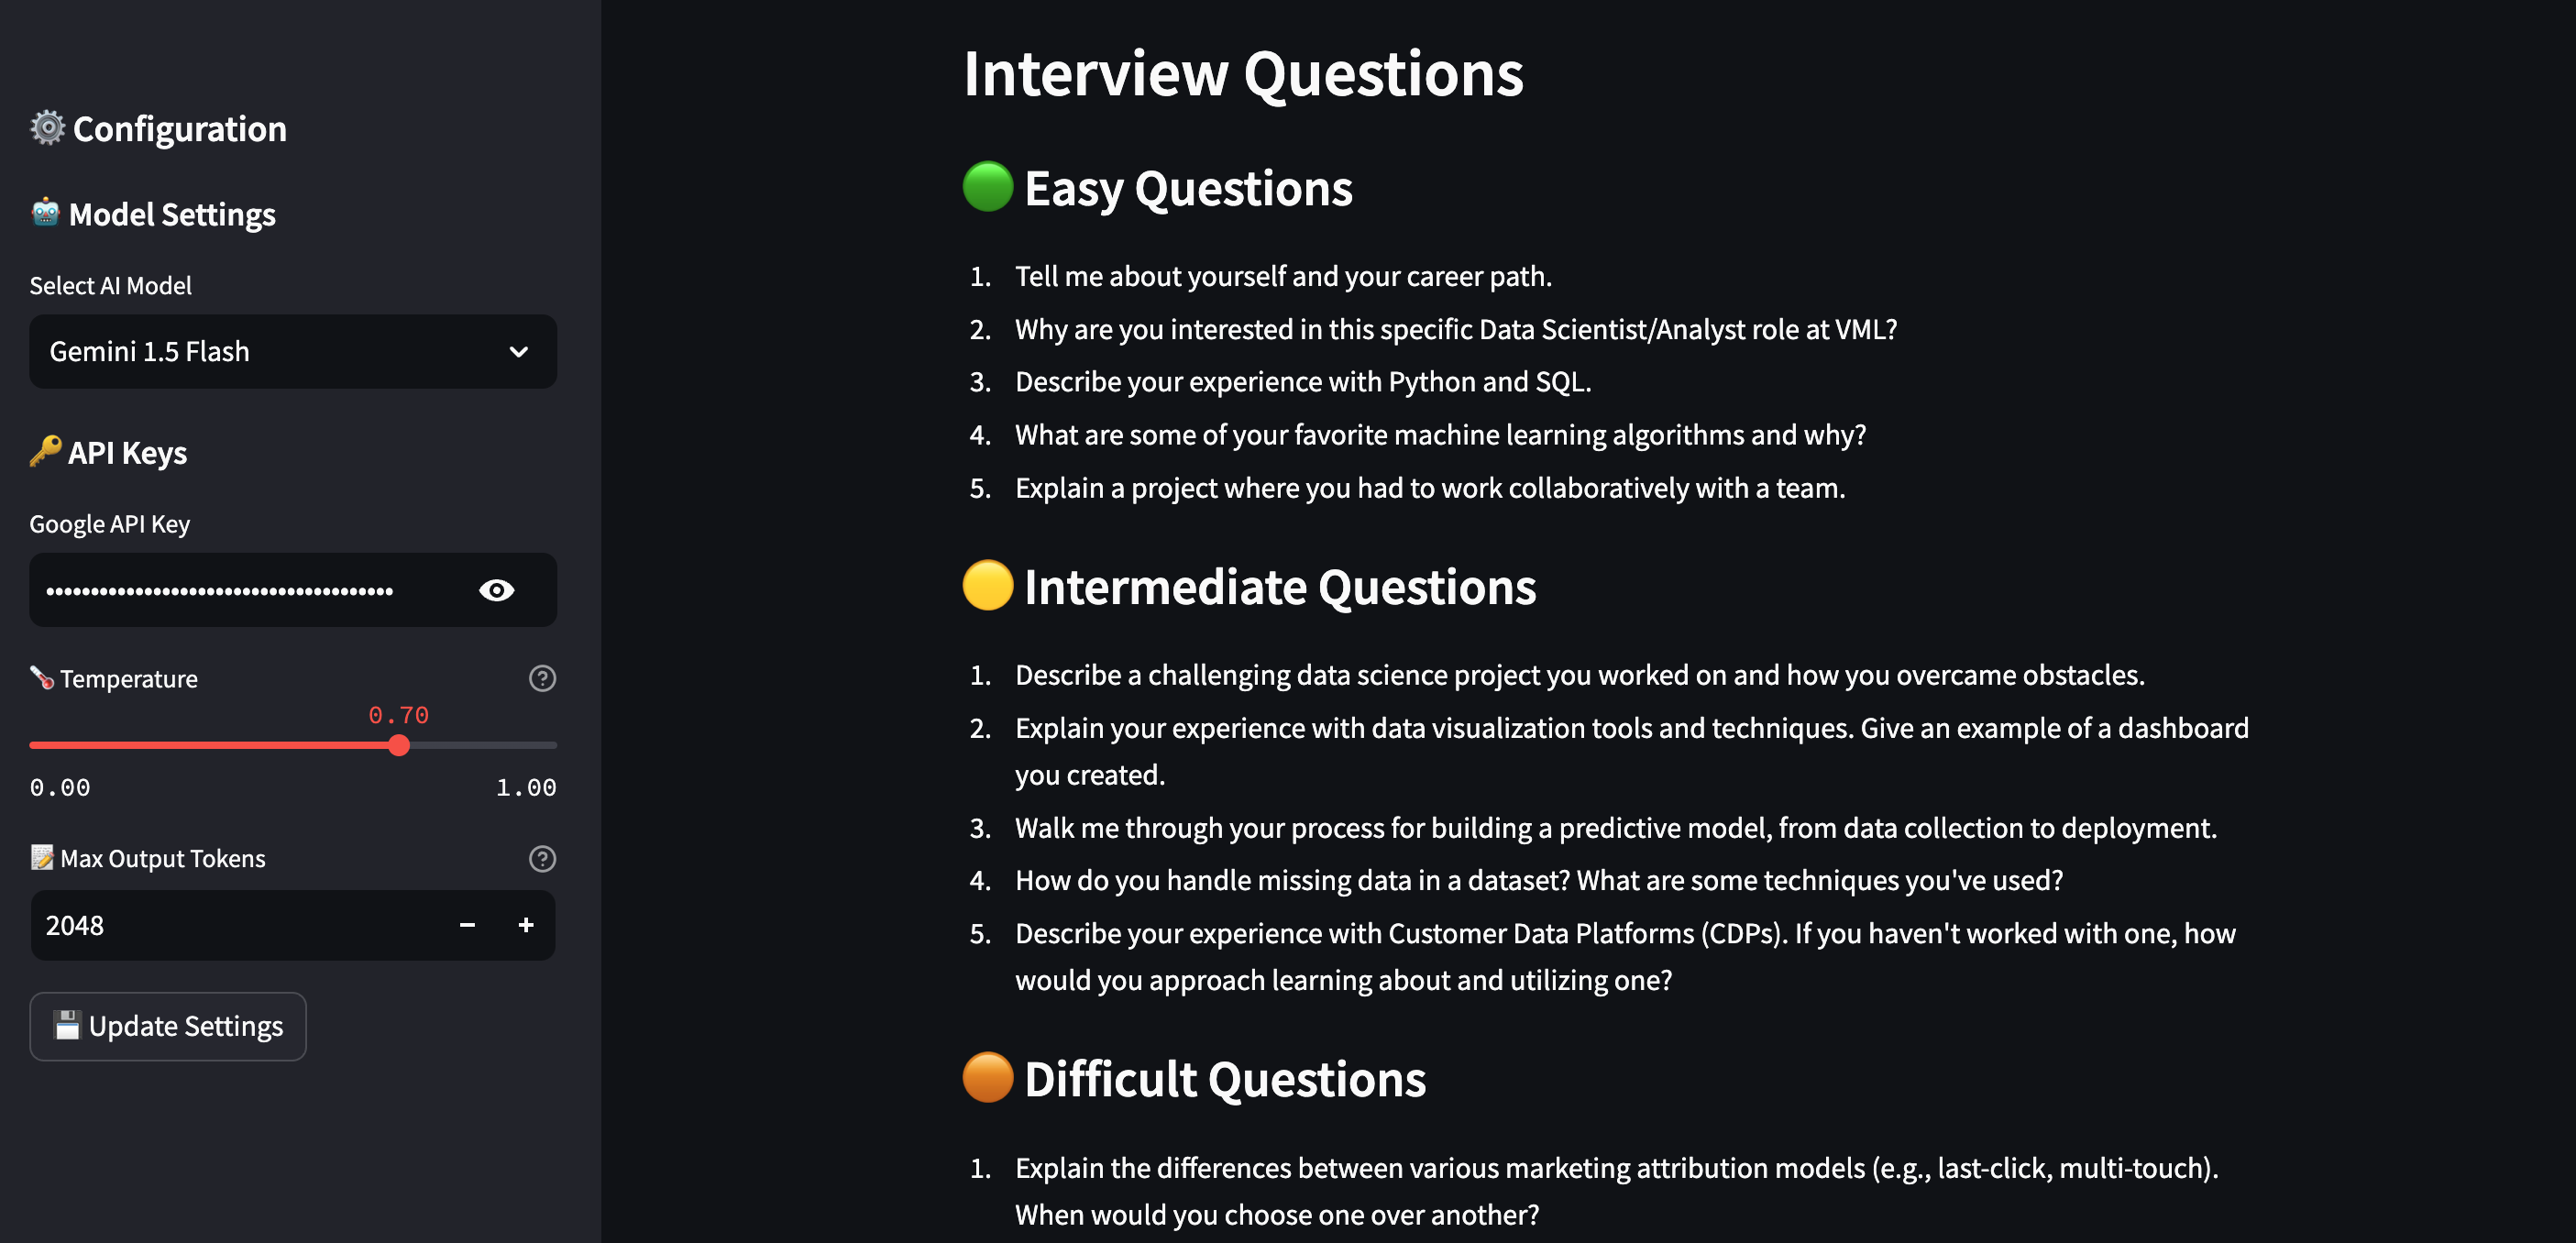 ⚙️ Configuration
🤖 Model Settings
Select AI Model
Gemini 1.5 Flash
🔑 API Keys
Google API Key
••••••••••••••••••••••••••••••••••••••••
🌡️ Temperature
0.70
0.00 1.00
📝 Max Output Tokens
2048 − +
💾 Update Settings
Interview Questions
🟢 Easy Questions
1. Tell me about yourself and your career path.
2. Why are you interested in this specific Data Scientist/Analyst role at VML?
3. Describe your experience with Python and SQL.
4. What are some of your favorite machine learning algorithms and why?
5. Explain a project where you had to work collaboratively with a team.
🟡 Intermediate Questions
1. Describe a challenging data science project you worked on and how you overcame obstacles.
2. Explain your experience with data visualization tools and techniques. Give an example of a dashboard
you created.
3. Walk me through your process for building a predictive model, from data collection to deployment.
4. How do you handle missing data in a dataset? What are some techniques you've used?
5. Describe your experience with Customer Data Platforms (CDPs). If you haven't worked with one, how
would you approach learning about and utilizing one?
🟠 Difficult Questions
1. Explain the differences between various marketing attribution models (e.g., last-click, multi-touch).
When would you choose one over another?